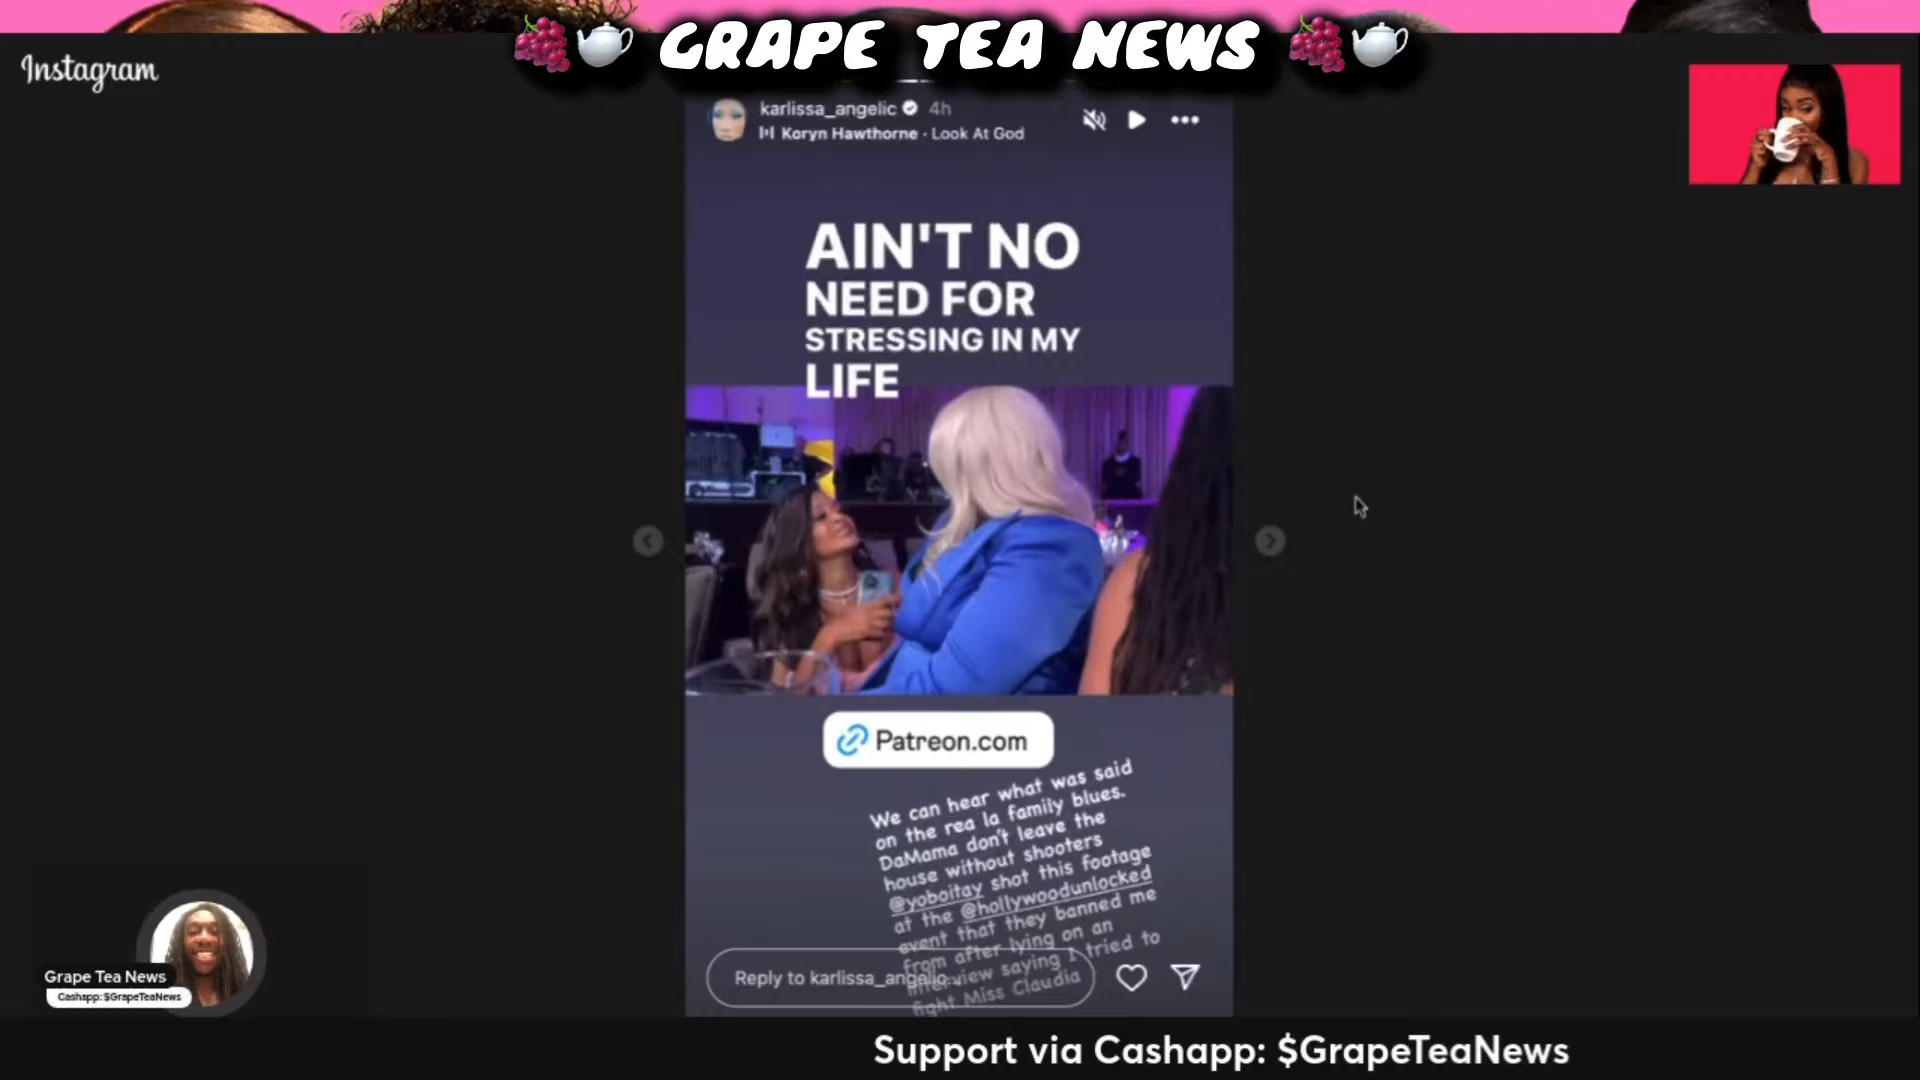 GRAPE TEA NEWS
Instagram
karlissa_angelic 4h
Koryn Hawthorne · Look At God
AIN'T NO
NEED FOR
STRESSING IN MY
LIFE
Patreon.com
We can hear what was said
on the rea la family blues.
DaMama don't leave the
house without shooters
@yoboitay shot this footage
at the @hollywoodunlocked
event that they banned me
from after lying on an
interview saying I tried to
fight Miss Claudia
Reply to karlissa_angelic...
Grape Tea News
Cashapp: $GrapeTeaNews
Support via Cashapp: $GrapeTeaNews